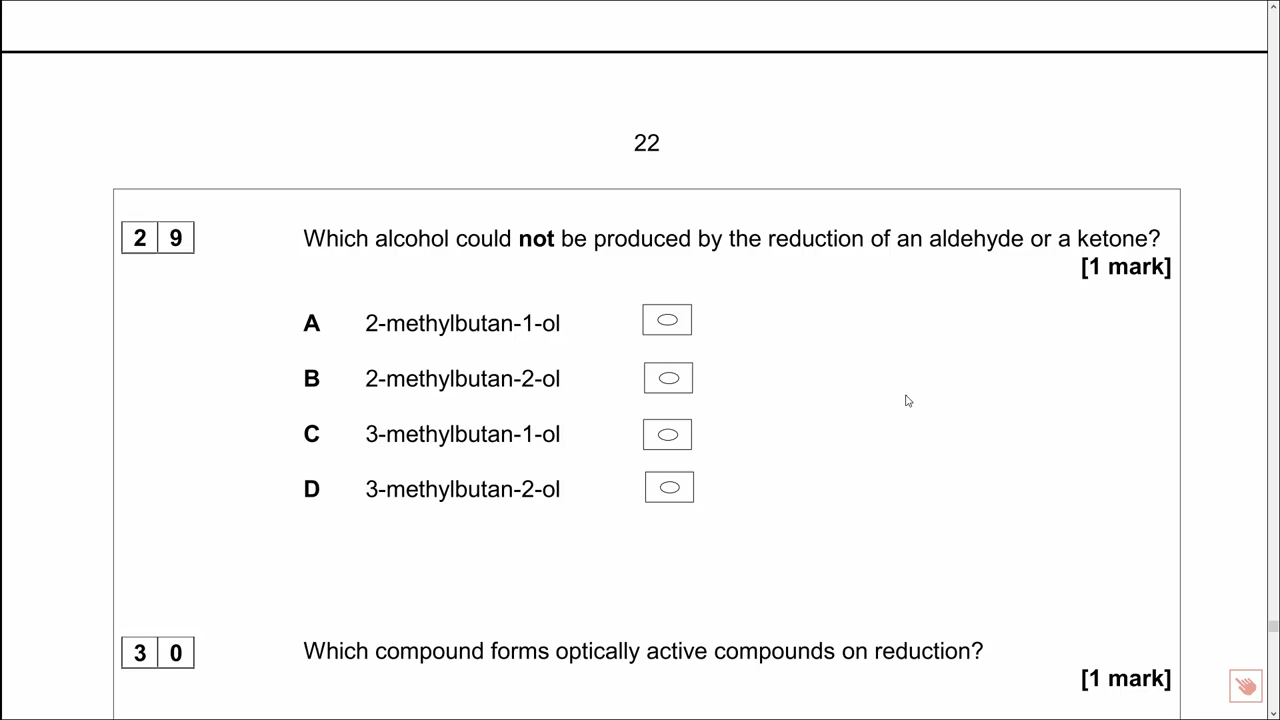 22
2 9 Which alcohol could not be produced by the reduction of an aldehyde or a ketone?
[1 mark]
A 2-methylbutan-1-ol
B 2-methylbutan-2-ol
C 3-methylbutan-1-ol
D 3-methylbutan-2-ol
3 0 Which compound forms optically active compounds on reduction?
[1 mark]